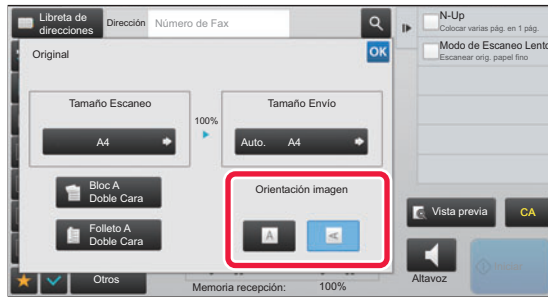 Libreta de
direcciones
Dirección
Número de Fax
N-Up
Colocar varias pág. en 1 pág.
Original
OK
Modo de Escaneo Lento
Escanear orig. papel fino
Tamaño Escaneo
100%
Tamaño Envío
A4
Auto. A4
Bloc A
Doble Cara
Orientación imagen
Folleto A
Doble Cara
A
A
Vista previa
CA
Otros
Memoria recepción: 100%
Altavoz
Iniciar